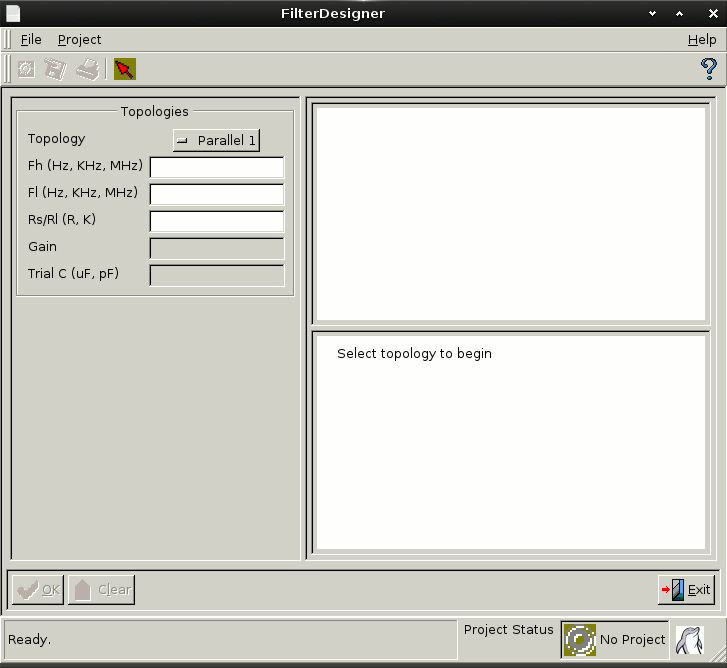 FilterDesigner
File Project Help
Topologies
Topology Parallel 1
Fh (Hz, KHz, MHz)
Fl (Hz, KHz, MHz)
Rs/Rl (R, K)
Gain
Trial C (uF, pF)
Select topology to begin
OK Clear Exit
Ready. Project Status No Project